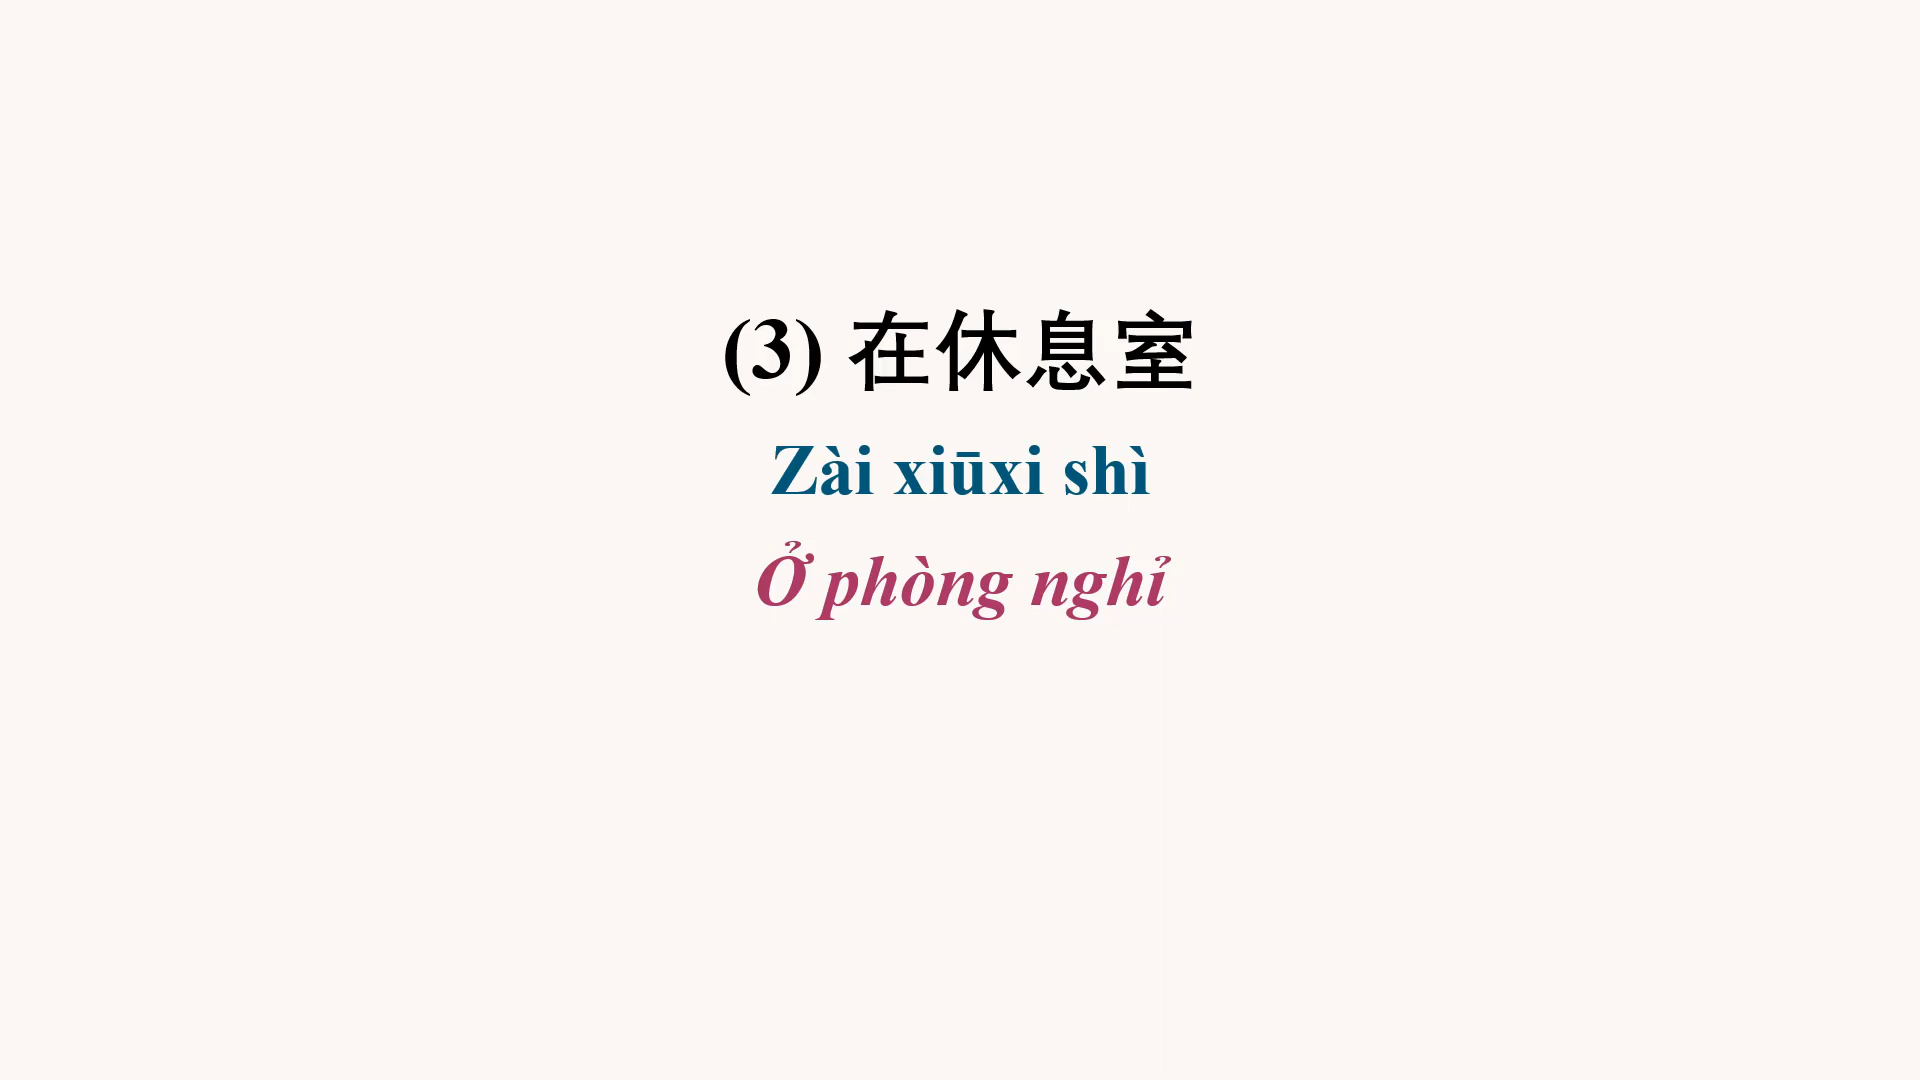 (3) 在休息室
Zài xiūxi shì
Ở phòng nghỉ